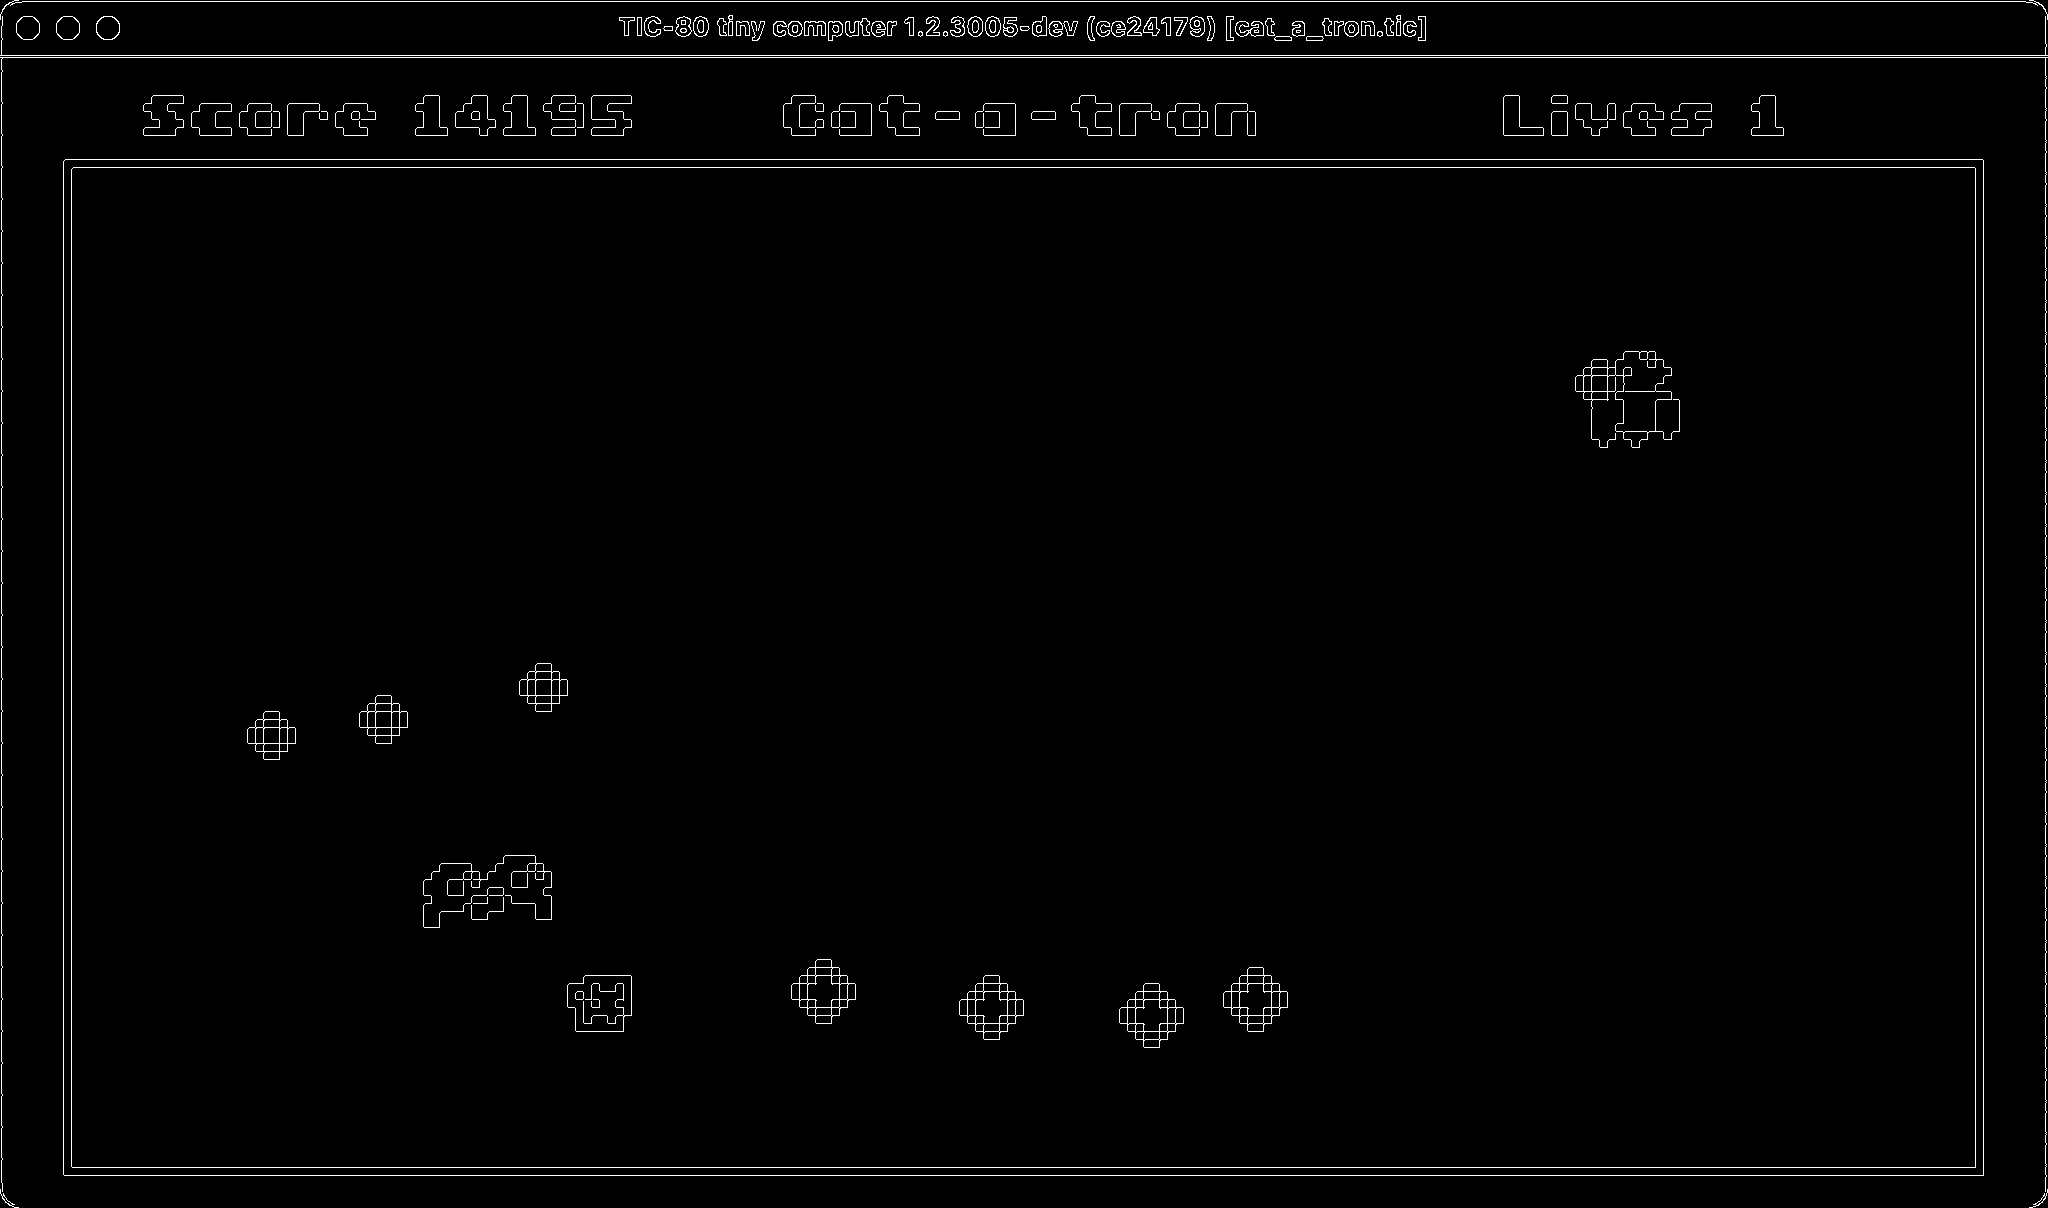 TIC-80 tiny computer 1.2.3005-dev (ce24179) [cat_a_tron.tic]
Score 14195 Cat-a-tron Lives 1